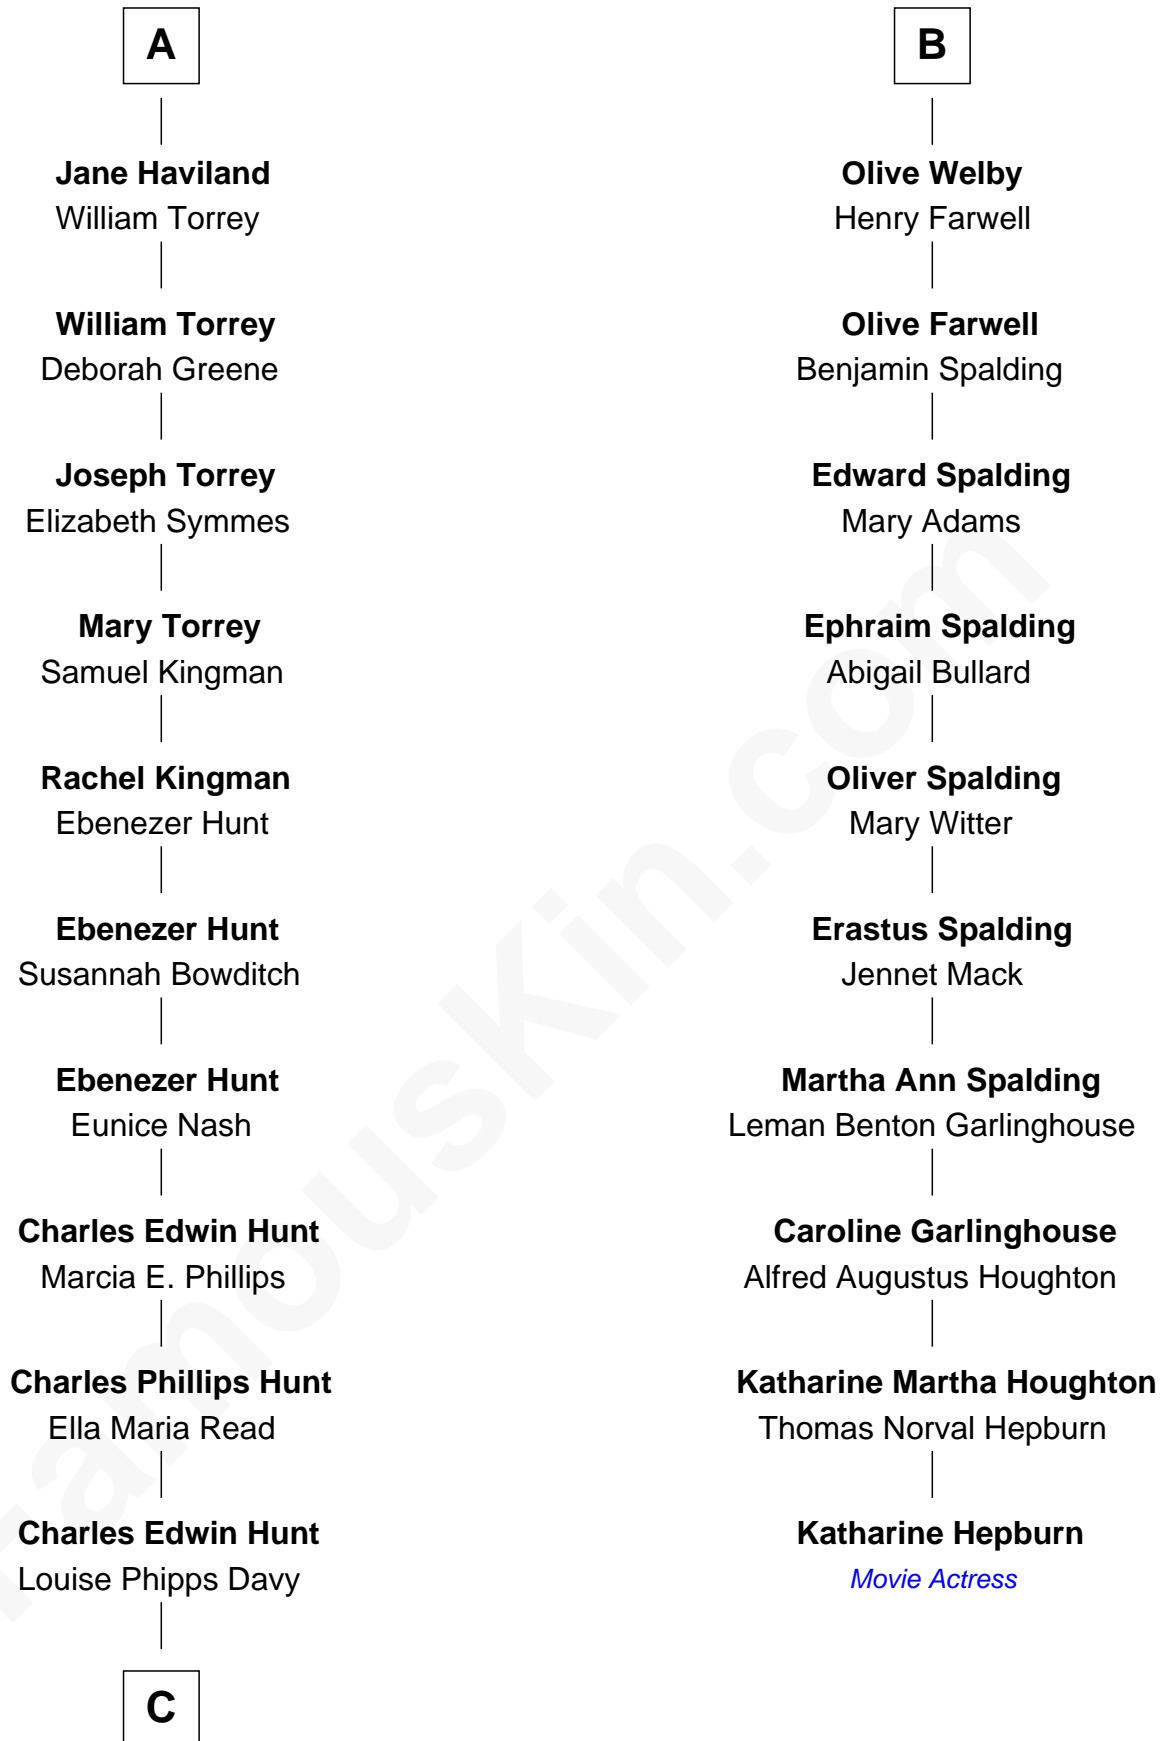 A
Jane Haviland
William Torrey
William Torrey
Deborah Greene
Joseph Torrey
Elizabeth Symmes
Mary Torrey
Samuel Kingman
Rachel Kingman
Ebenezer Hunt
Ebenezer Hunt
Susannah Bowditch
Ebenezer Hunt
Eunice Nash
Charles Edwin Hunt
Marcia E. Phillips
Charles Phillips Hunt
Ella Maria Read
Charles Edwin Hunt
Louise Phipps Davy
C
B
Olive Welby
Henry Farwell
Olive Farwell
Benjamin Spalding
Edward Spalding
Mary Adams
Ephraim Spalding
Abigail Bullard
Oliver Spalding
Mary Witter
Erastus Spalding
Jennet Mack
Martha Ann Spalding
Leman Benton Garlinghouse
Caroline Garlinghouse
Alfred Augustus Houghton
Katharine Martha Houghton
Thomas Norval Hepburn
Katharine Hepburn
Movie Actress
FamousKin.com